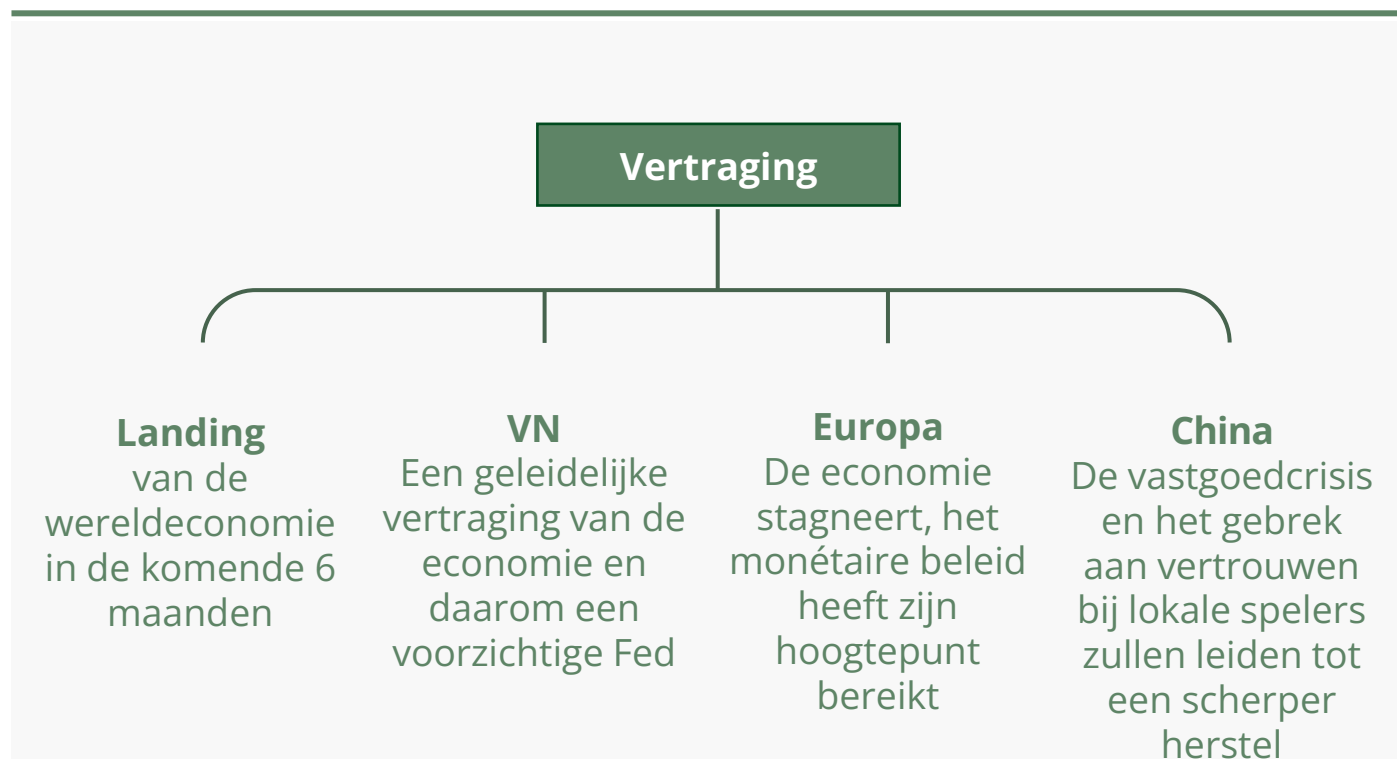 Vertraging
Landing
van de
wereldeconomie
in de komende 6
maanden
VN
Een geleidelijke
vertraging van de
economie en
daarom een
voorzichtige Fed
Europa
De economie
stagneert, het
monétaire beleid
heeft zijn
hoogtepunt
bereikt
China
De vastgoedcrisis
en het gebrek
aan vertrouwen
bij lokale spelers
zullen leiden tot
een scherper
herstel